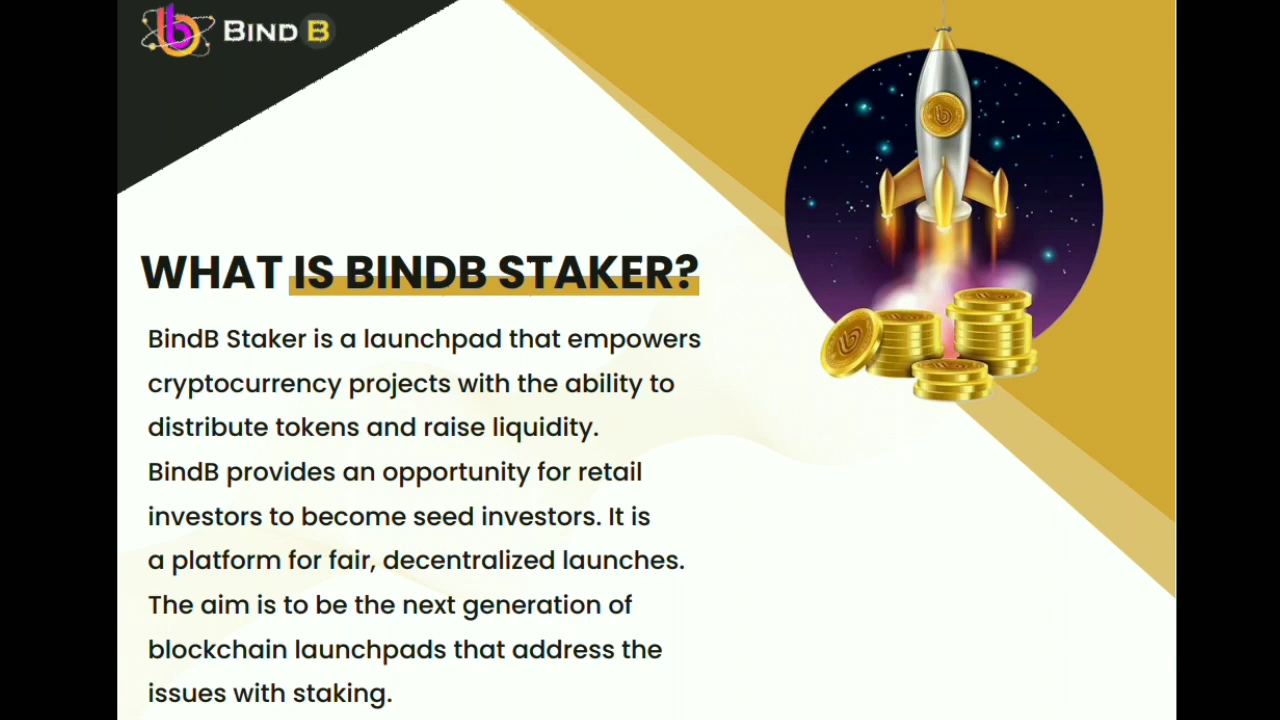 BIND B
WHAT IS BINDB STAKER?
BindB Staker is a launchpad that empowers
cryptocurrency projects with the ability to
distribute tokens and raise liquidity.
BindB provides an opportunity for retail
investors to become seed investors. It is
a platform for fair, decentralized launches.
The aim is to be the next generation of
blockchain launchpads that address the
issues with staking.